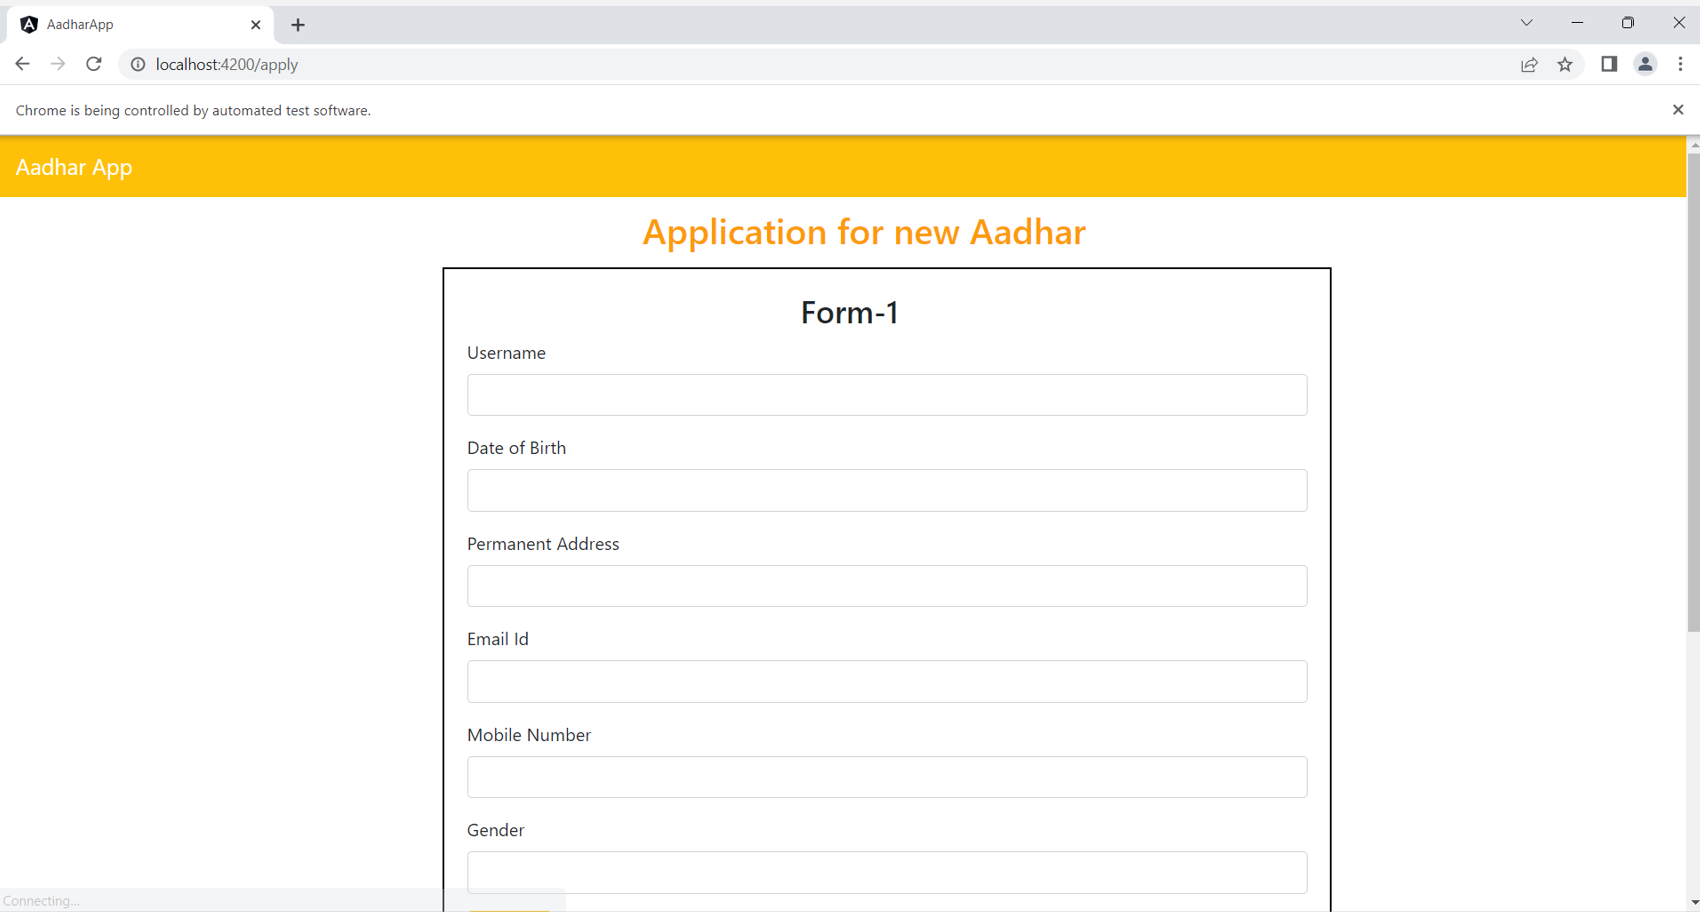 AadharApp
localhost:4200/apply
Chrome is being controlled by automated test software.
Aadhar App
Application for new Aadhar
Form-1
Username
Date of Birth
Permanent Address
Email Id
Mobile Number
Gender
Connecting...